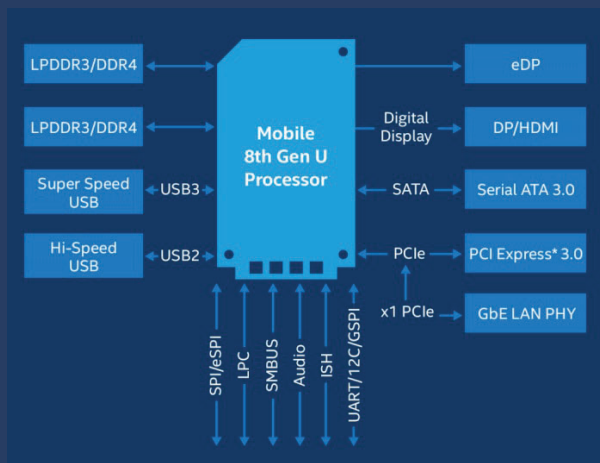 LPDDR3/DDR4
eDP
LPDDR3/DDR4
Digital
Display
DP/HDMI
Mobile
8th Gen U
Processor
Super Speed
USB
USB3
SATA
Serial ATA 3.0
Hi-Speed
USB
USB2
PCIe
PCI Express* 3.0
x1 PCIe
GbE LAN PHY
SPI/eSPI
LPC
SMBUS
Audio
ISH
UART/12C/GSPI